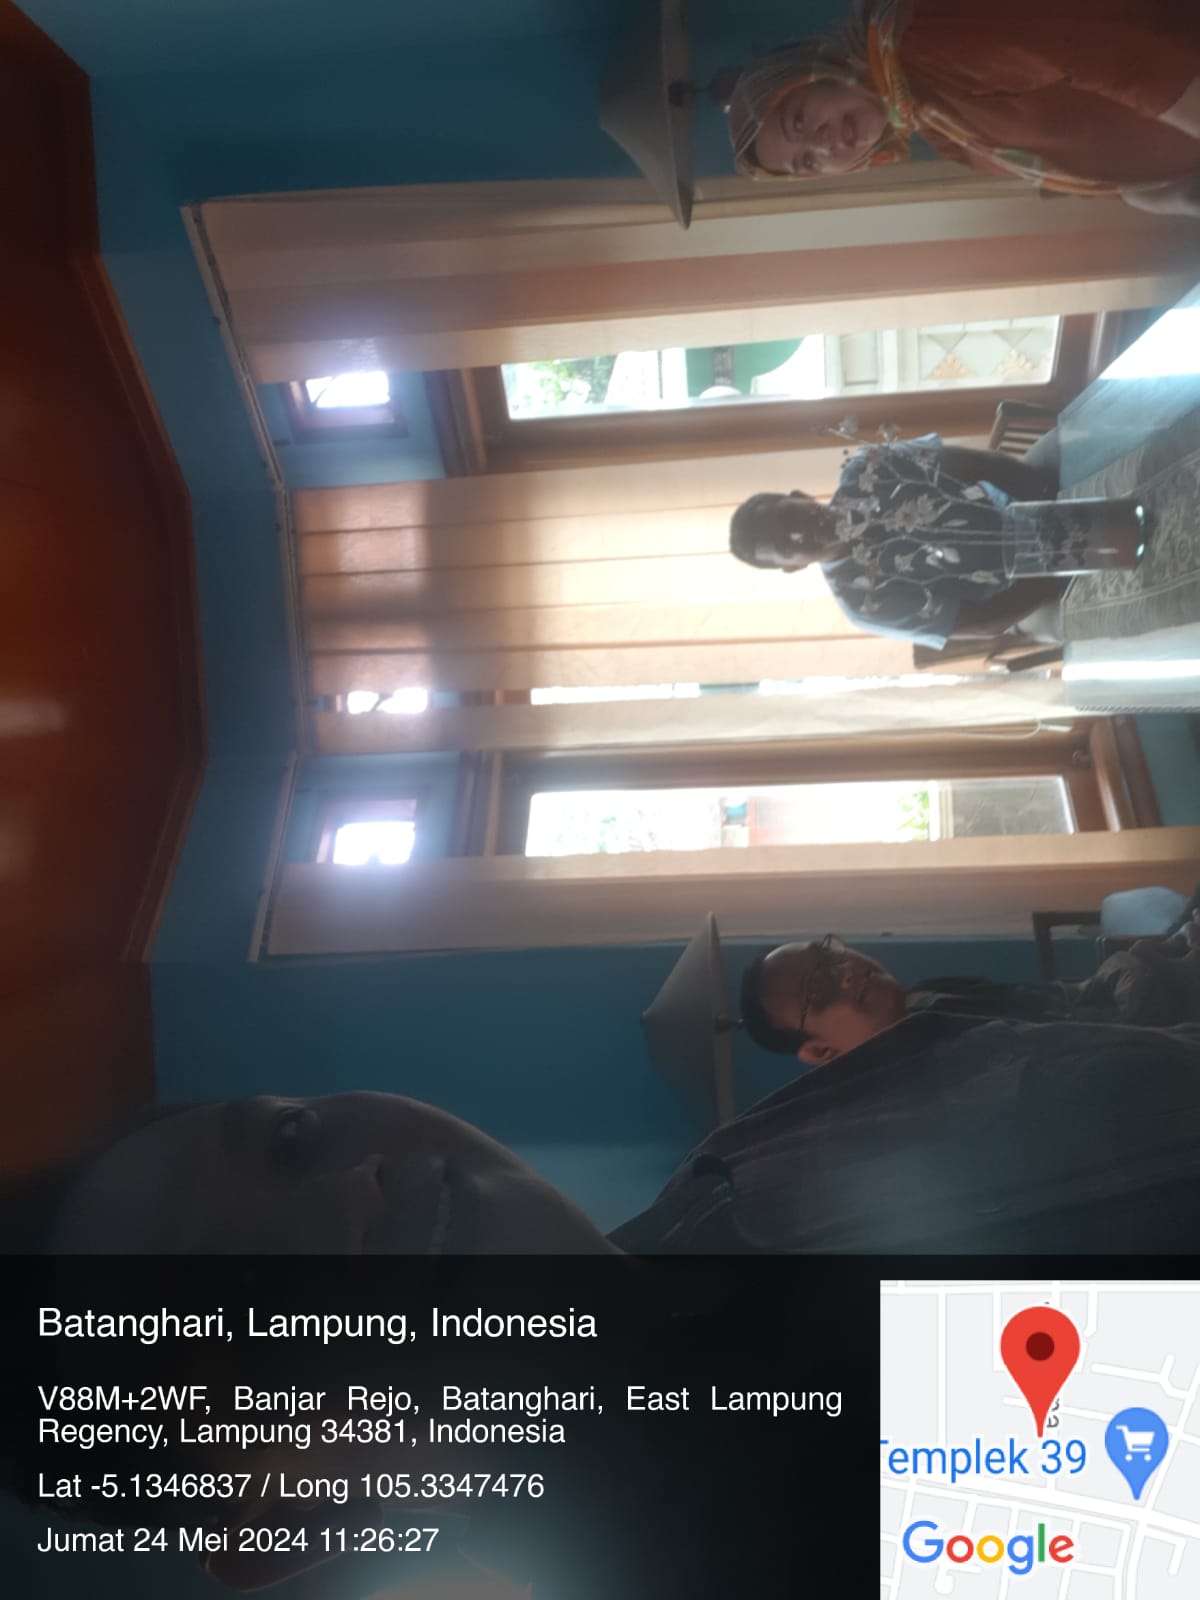 Batanghari, Lampung, Indonesia
V88M+2WF, Banjar Rejo, Batanghari, East Lampung
Regency, Lampung 34381, Indonesia
Lat -5.1346837 / Long 105.3347476
Jumat 24 Mei 2024 11:26:27
emplek 39
Google